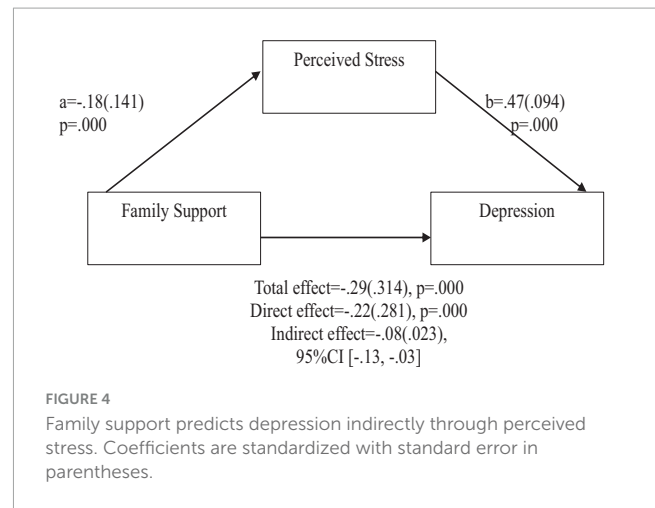 Perceived Stress
a=-.18(.141)
p=.000
b=.47(.094)
p=.000
Family Support
Depression
Total effect=-.29(.314), p=.000
Direct effect=-.22(.281), p=.000
Indirect effect=-.08(.023),
95%CI [-.13, -.03]
FIGURE 4
Family support predicts depression indirectly through perceived
stress. Coefficients are standardized with standard error in
parentheses.